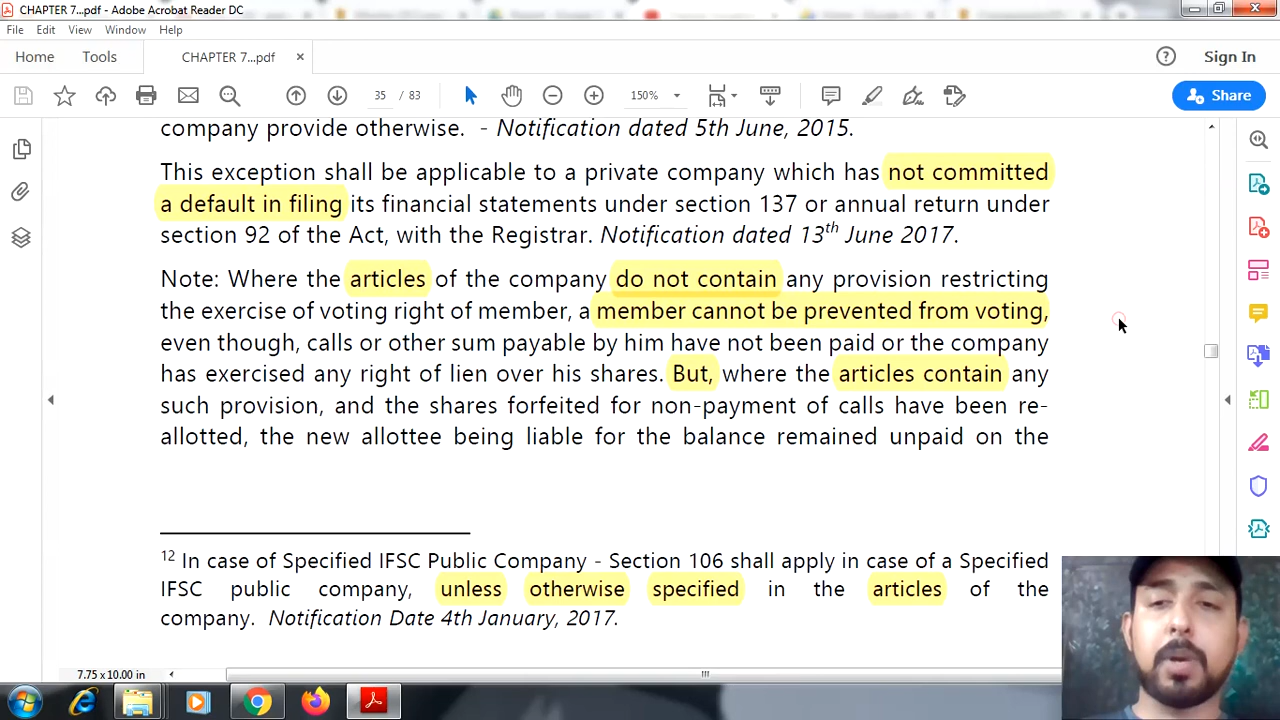 CHAPTER 7...pdf - Adobe Acrobat Reader DC
File Edit View Window Help
Home Tools CHAPTER 7...pdf × ? Sign In
35 / 83 150% Share
company provide otherwise. - Notification dated 5th June, 2015.
This exception shall be applicable to a private company which has not committed
a default in filing its financial statements under section 137 or annual return under
section 92 of the Act, with the Registrar. Notification dated 13th June 2017.
Note: Where the articles of the company do not contain any provision restricting
the exercise of voting right of member, a member cannot be prevented from voting,
even though, calls or other sum payable by him have not been paid or the company
has exercised any right of lien over his shares. But, where the articles contain any
such provision, and the shares forfeited for non-payment of calls have been re-
allotted, the new allottee being liable for the balance remained unpaid on the
12 In case of Specified IFSC Public Company - Section 106 shall apply in case of a Specified
IFSC public company, unless otherwise specified in the articles of the
company. Notification Date 4th January, 2017.
7.75 x 10.00 in